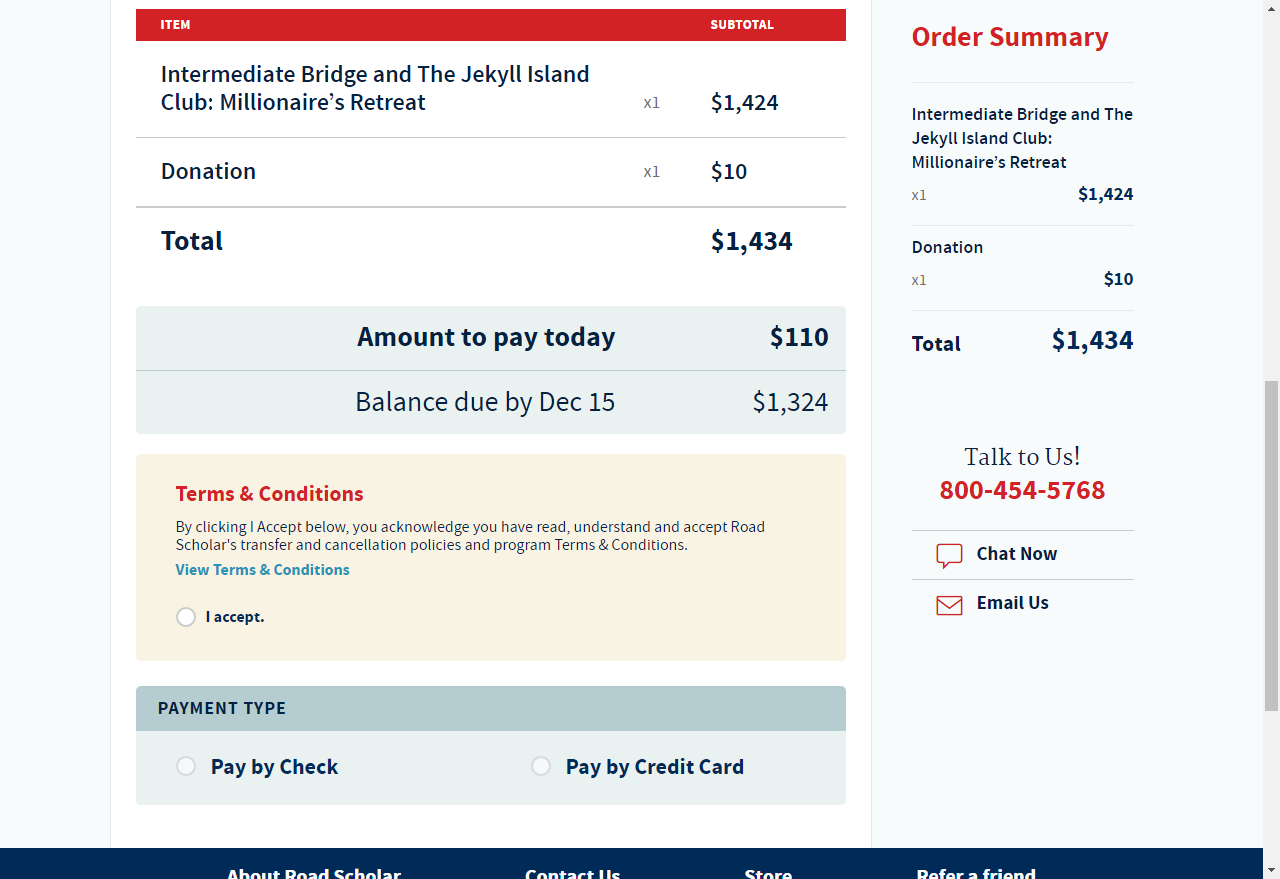 ITEM SUBTOTAL
Intermediate Bridge and The Jekyll Island
Club: Millionaire’s Retreat x1 $1,424
Donation x1 $10
Total $1,434
Amount to pay today $110
Balance due by Dec 15 $1,324
Terms & Conditions
By clicking I Accept below, you acknowledge you have read, understand and accept Road
Scholar's transfer and cancellation policies and program Terms & Conditions.
View Terms & Conditions
I accept.
PAYMENT TYPE
Pay by Check Pay by Credit Card
Order Summary
Intermediate Bridge and The
Jekyll Island Club:
Millionaire’s Retreat
x1 $1,424
Donation
x1 $10
Total $1,434
Talk to Us!
800-454-5768
Chat Now
Email Us
About Road Scholar Contact Us Store Refer a friend